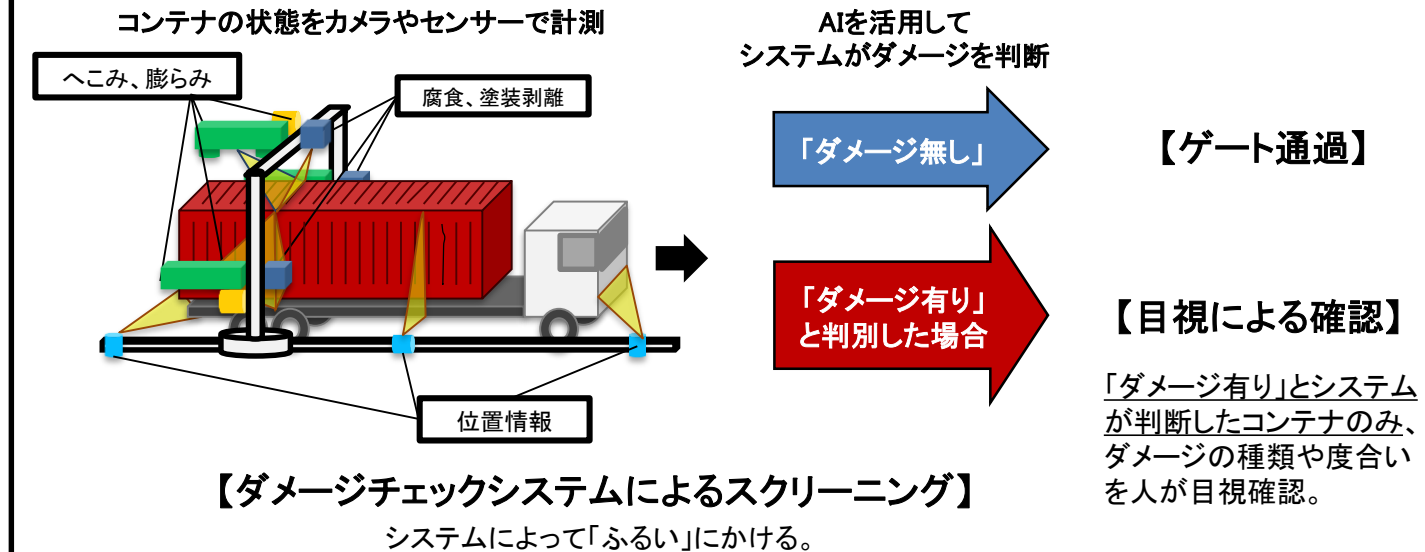 コンテナの状態をカメラやセンサーで計測
へこみ、膨らみ
腐食、塗装剥離
位置情報
【ダメージチェックシステムによるスクリーニング】
システムによって「ふるい」にかける。
AIを活用して
システムがダメージを判断
「ダメージ無し」
【ゲート通過】
「ダメージ有り」
と判別した場合
【目視による確認】
「ダメージ有り」とシステム
が判断したコンテナのみ、
ダメージの種類や度合い
を人が目視確認。